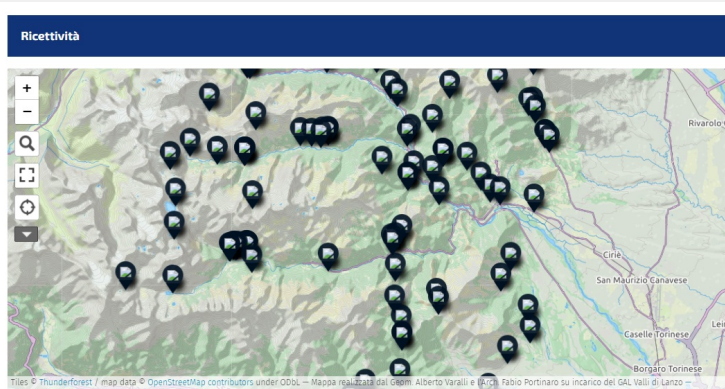 Ricettività
+
−
Rivarolo
Ciriè
San Maurizio Canavese
Caselle Torinese
Borgaro Torinese
Tiles © Thunderforest / map data © OpenStreetMap contributors under ODbL — Mappa realizzata dal Geom. Alberto Varalli e l'Arch. Fabio Portinaro su incarico del GAL Valli di Lanzo —